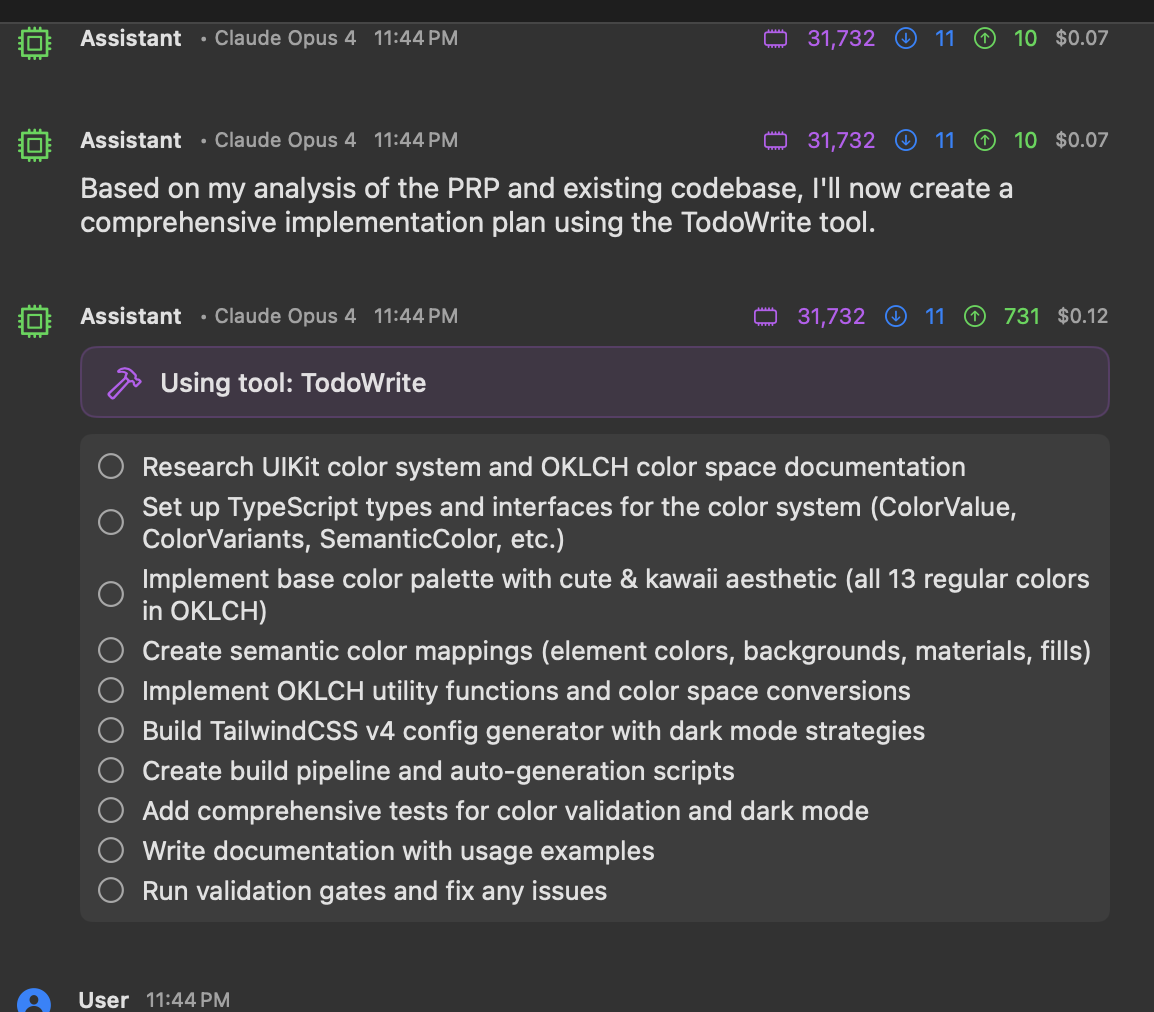 Assistant • Claude Opus 4 11:44 PM 31,732 11 10 $0.07
Assistant • Claude Opus 4 11:44 PM 31,732 11 10 $0.07
Based on my analysis of the PRP and existing codebase, I'll now create a
comprehensive implementation plan using the TodoWrite tool.
Assistant • Claude Opus 4 11:44 PM 31,732 11 731 $0.12
Using tool: TodoWrite
Research UIKit color system and OKLCH color space documentation
Set up TypeScript types and interfaces for the color system (ColorValue,
ColorVariants, SemanticColor, etc.)
Implement base color palette with cute & kawaii aesthetic (all 13 regular colors
in OKLCH)
Create semantic color mappings (element colors, backgrounds, materials, fills)
Implement OKLCH utility functions and color space conversions
Build TailwindCSS v4 config generator with dark mode strategies
Create build pipeline and auto-generation scripts
Add comprehensive tests for color validation and dark mode
Write documentation with usage examples
Run validation gates and fix any issues
User 11:44 PM